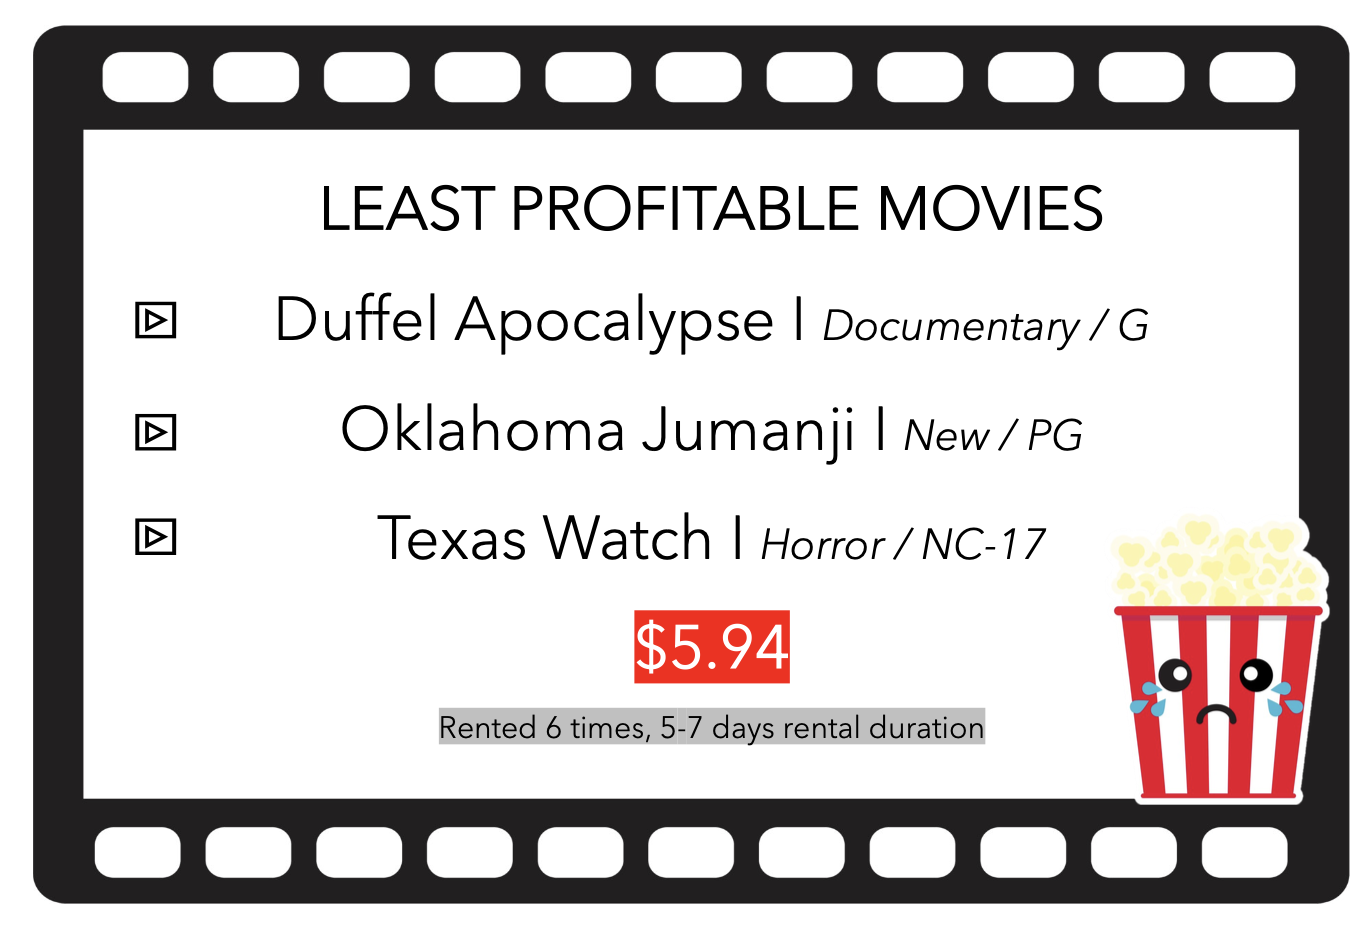 LEAST PROFITABLE MOVIES
Duffel Apocalypse | Documentary / G
Oklahoma Jumanji | New / PG
Texas Watch | Horror / NC-17
$5.94
Rented 6 times, 5-7 days rental duration